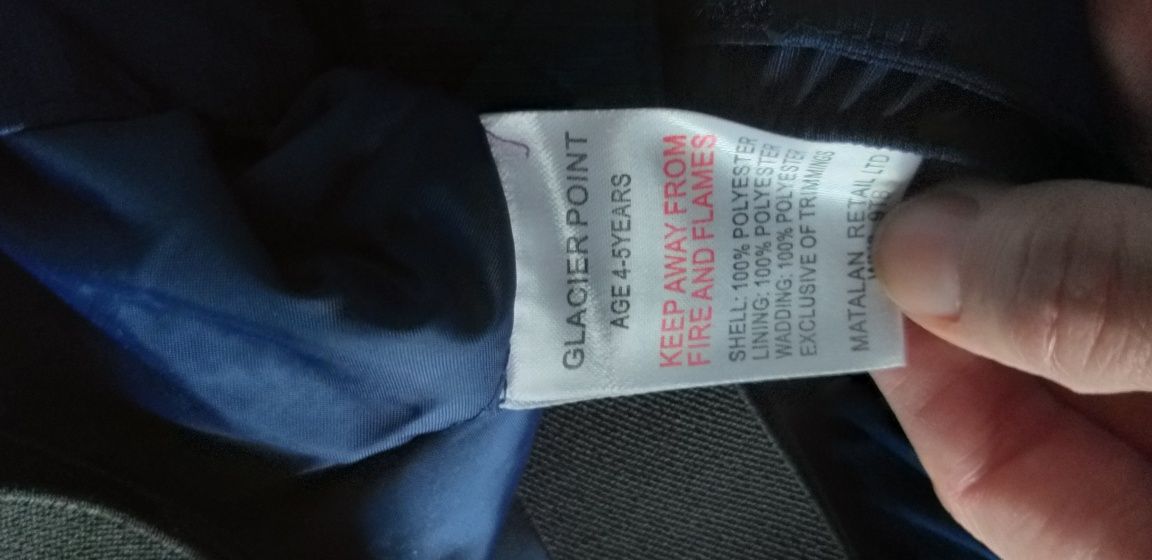 GLACIER POINT
AGE 4-5YEARS
KEEP AWAY FROM
FIRE AND FLAMES
SHELL: 100% POLYESTER
LINING: 100% POLYESTER
WADDING: 100% POLYESTER
EXCLUSIVE OF TRIMMINGS
MATALAN RETAIL LTD